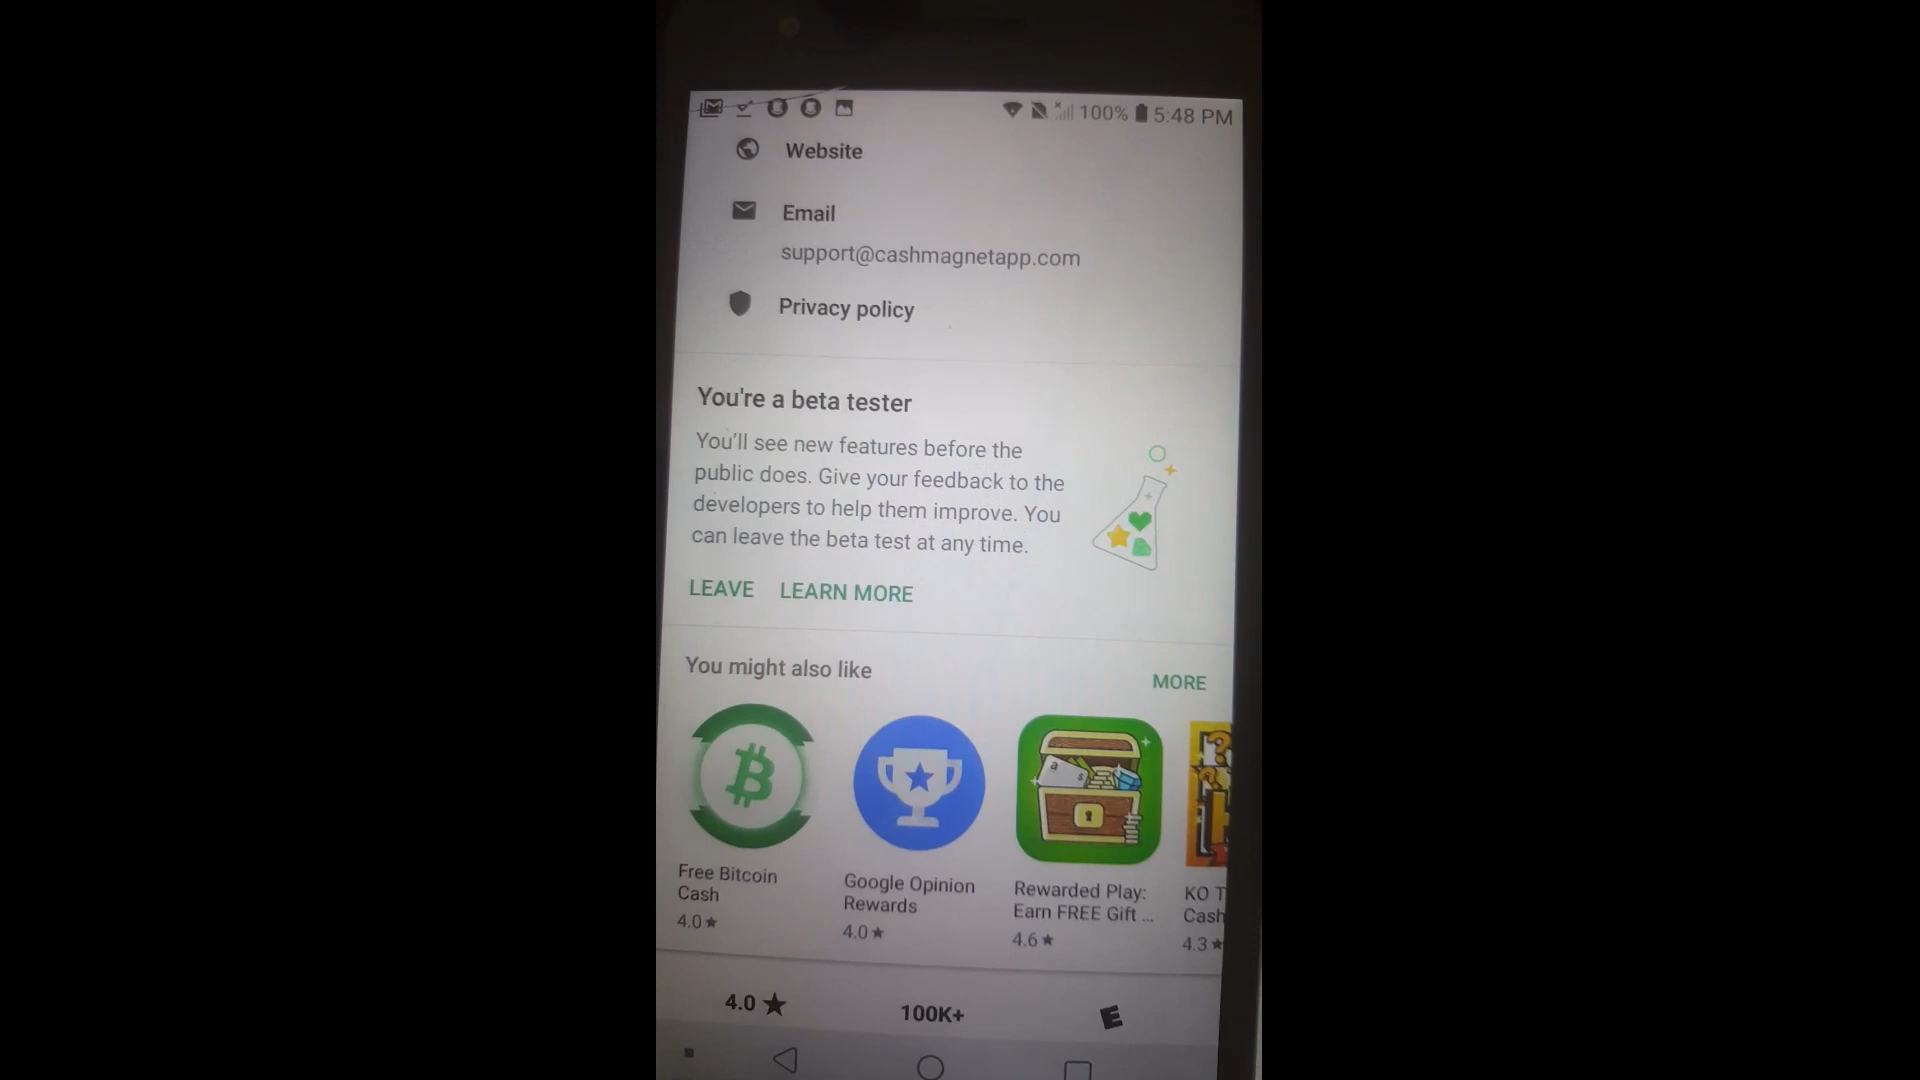 100% 5:48 PM
Website
Email
support@cashmagnetapp.com
Privacy policy
You're a beta tester
You'll see new features before the
public does. Give your feedback to the
developers to help them improve. You
can leave the beta test at any time.
LEAVE LEARN MORE
You might also like
MORE
Free Bitcoin
Cash
4.0★
Google Opinion
Rewards
4.0★
Rewarded Play:
Earn FREE Gift ...
4.6★
KO T
Cash
4.3★
4.0★
100K+
E